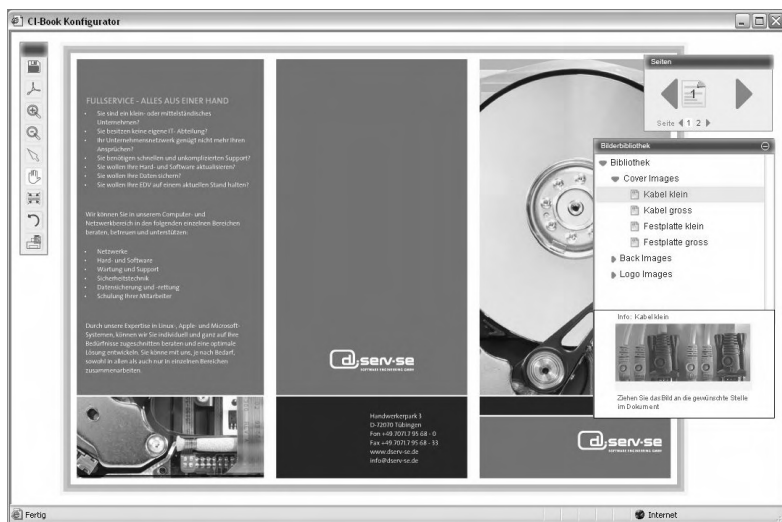 CI-Book Konfigurator
FULLSERVICE - ALLES AUS EINER HAND
• Sie sind ein klein- oder mittelständisches
Unternehmen?
• Sie besitzen keine eigene IT- Abteilung?
• Ihr Unternehmensnetzwerk genügt nicht mehr Ihren
Ansprüchen?
• Sie benötigen schnellen und unkomplizierten Support?
• Sie wollen Ihre Hard- und Software aktualisieren?
• Sie wollen Ihre Daten sichern?
• Sie wollen Ihre EDV auf einem aktuellen Stand halten?
Wir können Sie in unserem Computer- und
Netzwerkbereich in den folgenden einzelnen Bereichen
beraten, betreuen und unterstützen:
• Netzwerke
• Hard- und Software
• Wartung und Support
• Sicherheitstechnik
• Datensicherung und -rettung
• Schulung Ihrer Mitarbeiter
Durch unsere Expertise in Linux-, Apple- und Microsoft-
Systemen, können wir Sie individuell und ganz auf Ihre
Bedürfnisse zugeschnitten beraten und eine optimale
Lösung entwickeln. Sie könne mit uns, je nach Bedarf,
sowohl in allen als auch nur in einzelnen Bereichen
zusammenarbeiten.
d.serv-se
SOFTWARE ENGINEERING GMBH
Handwerkerpark 3
D-72070 Tübingen
Fon +49 7071 7 95 68 - 0
Fax +49 7071 7 95 68 - 33
www.dserv-se.de
info@dserv-se.de
d.serv-se
SOFTWARE ENGINEERING GMBH
Seiten
1
Seite 1 2
Bilderbibliothek
Bibliothek
Cover Images
Kabel klein
Kabel gross
Festplatte klein
Festplatte gross
Back Images
Logo Images
Info: Kabel klein
Ziehen Sie das Bild an die gewünschte Stelle
im Dokument
Fertig
Internet